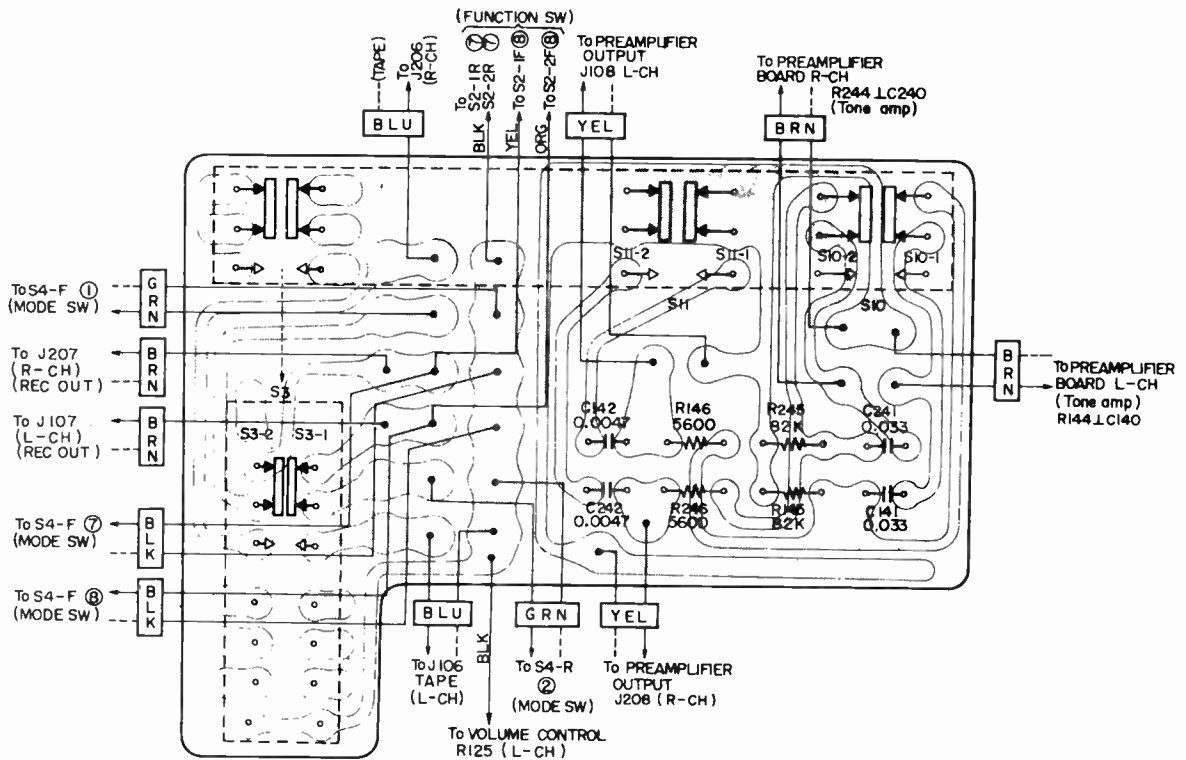 (FUNCTION SW)
(TAPE)
To J206
(R-CH)
To
S2-1R ⑦
S2-2R ⑦
To S2-1F ⑧
To S2-2F ⑧
BLK
YEL
ORG
To PREAMPLIFIER
OUTPUT
J108 L-CH
To PREAMPLIFIER
BOARD R-CH
R244⊥C240
(Tone amp)
BLU
YEL
BRN
S11-2
S11-1
S11
S10-2
S10-1
S10
GRN
To S4-F ①
(MODE SW)
BRN
To J207
(R-CH)
(REC OUT)
BRN
To J107
(L-CH)
(REC OUT)
S3
S3-2
S3-1
BRN
To PREAMPLIFIER
BOARD L-CH
(Tone amp)
R144⊥C140
C142
0.0047
R146
5600
R245
82K
C241
0.033
C242
0.0047
R246
5600
R145
82K
C141
0.033
BLK
To S4-F ⑦
(MODE SW)
BLK
To S4-F ⑧
(MODE SW)
BLU
BLK
GRN
YEL
To J106
TAPE
(L-CH)
To S4-R
②
(MODE SW)
To PREAMPLIFIER
OUTPUT
J208 (R-CH)
To VOLUME CONTROL
R125 (L-CH)